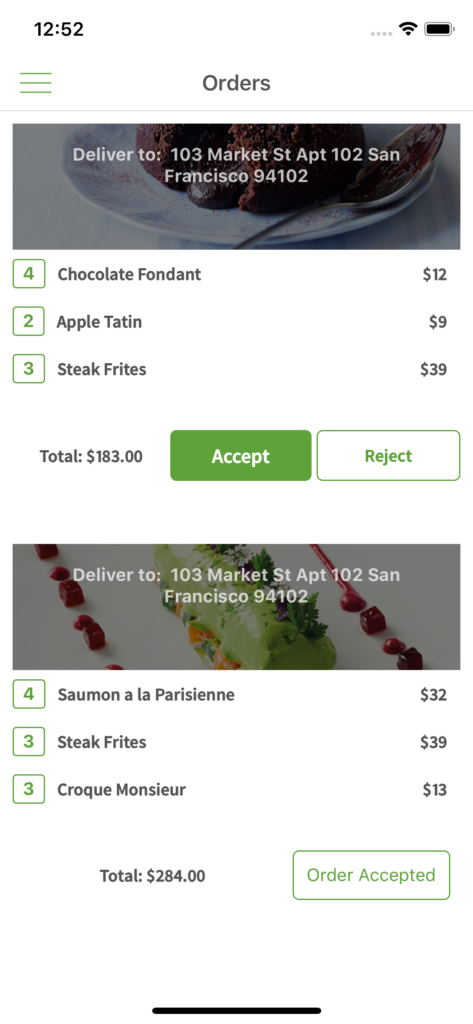 12:52
Orders
Deliver to:  103 Market St Apt 102 San
Francisco 94102
4 Chocolate Fondant $12
2 Apple Tatin $9
3 Steak Frites $39
Total: $183.00 Accept Reject
Deliver to:  103 Market St Apt 102 San
Francisco 94102
4 Saumon a la Parisienne $32
3 Steak Frites $39
3 Croque Monsieur $13
Total: $284.00 Order Accepted